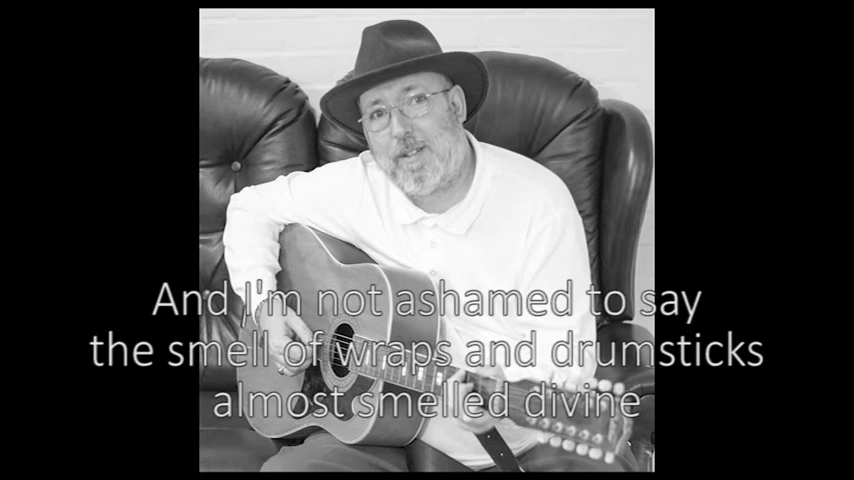 And I'm not ashamed to say
the smell of wraps and drumsticks
almost smelled divine